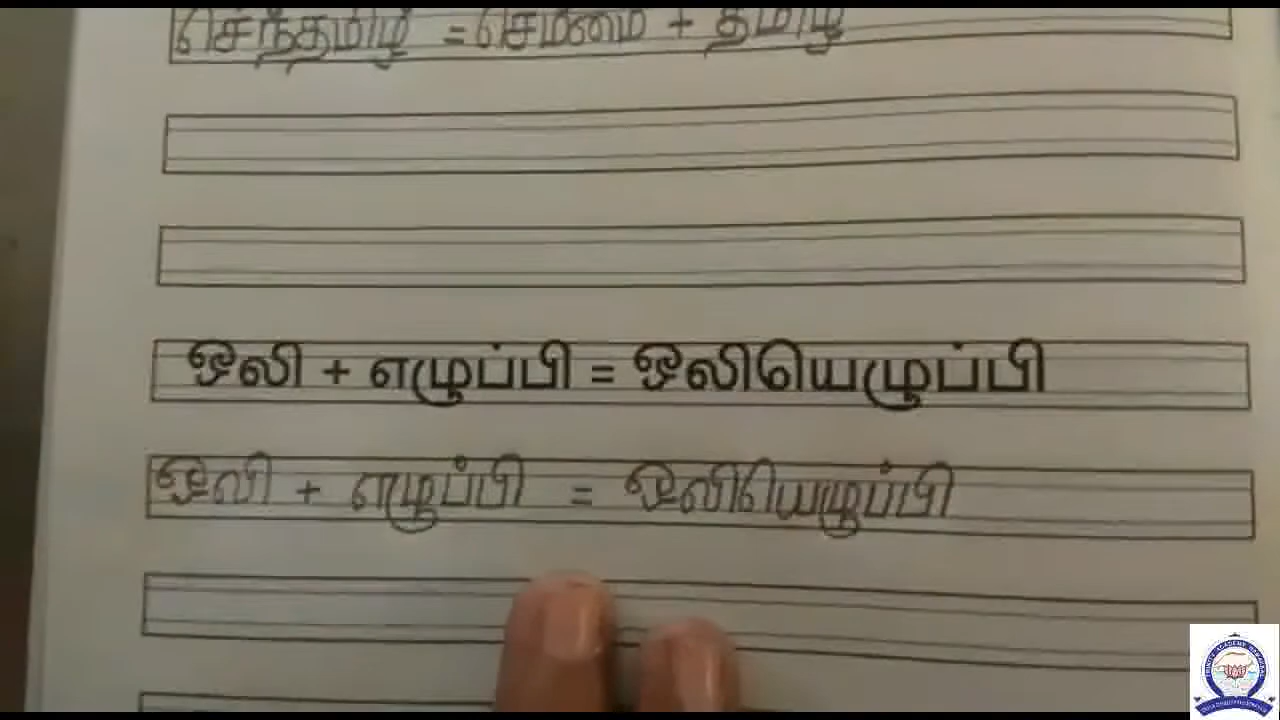 செந்தமிழ் = செம்மை + தமிழ்
ஒலி + எழுப்பி = ஒலியெழுப்பி
ஒலி + எழுப்பி = ஒலியெழுப்பி